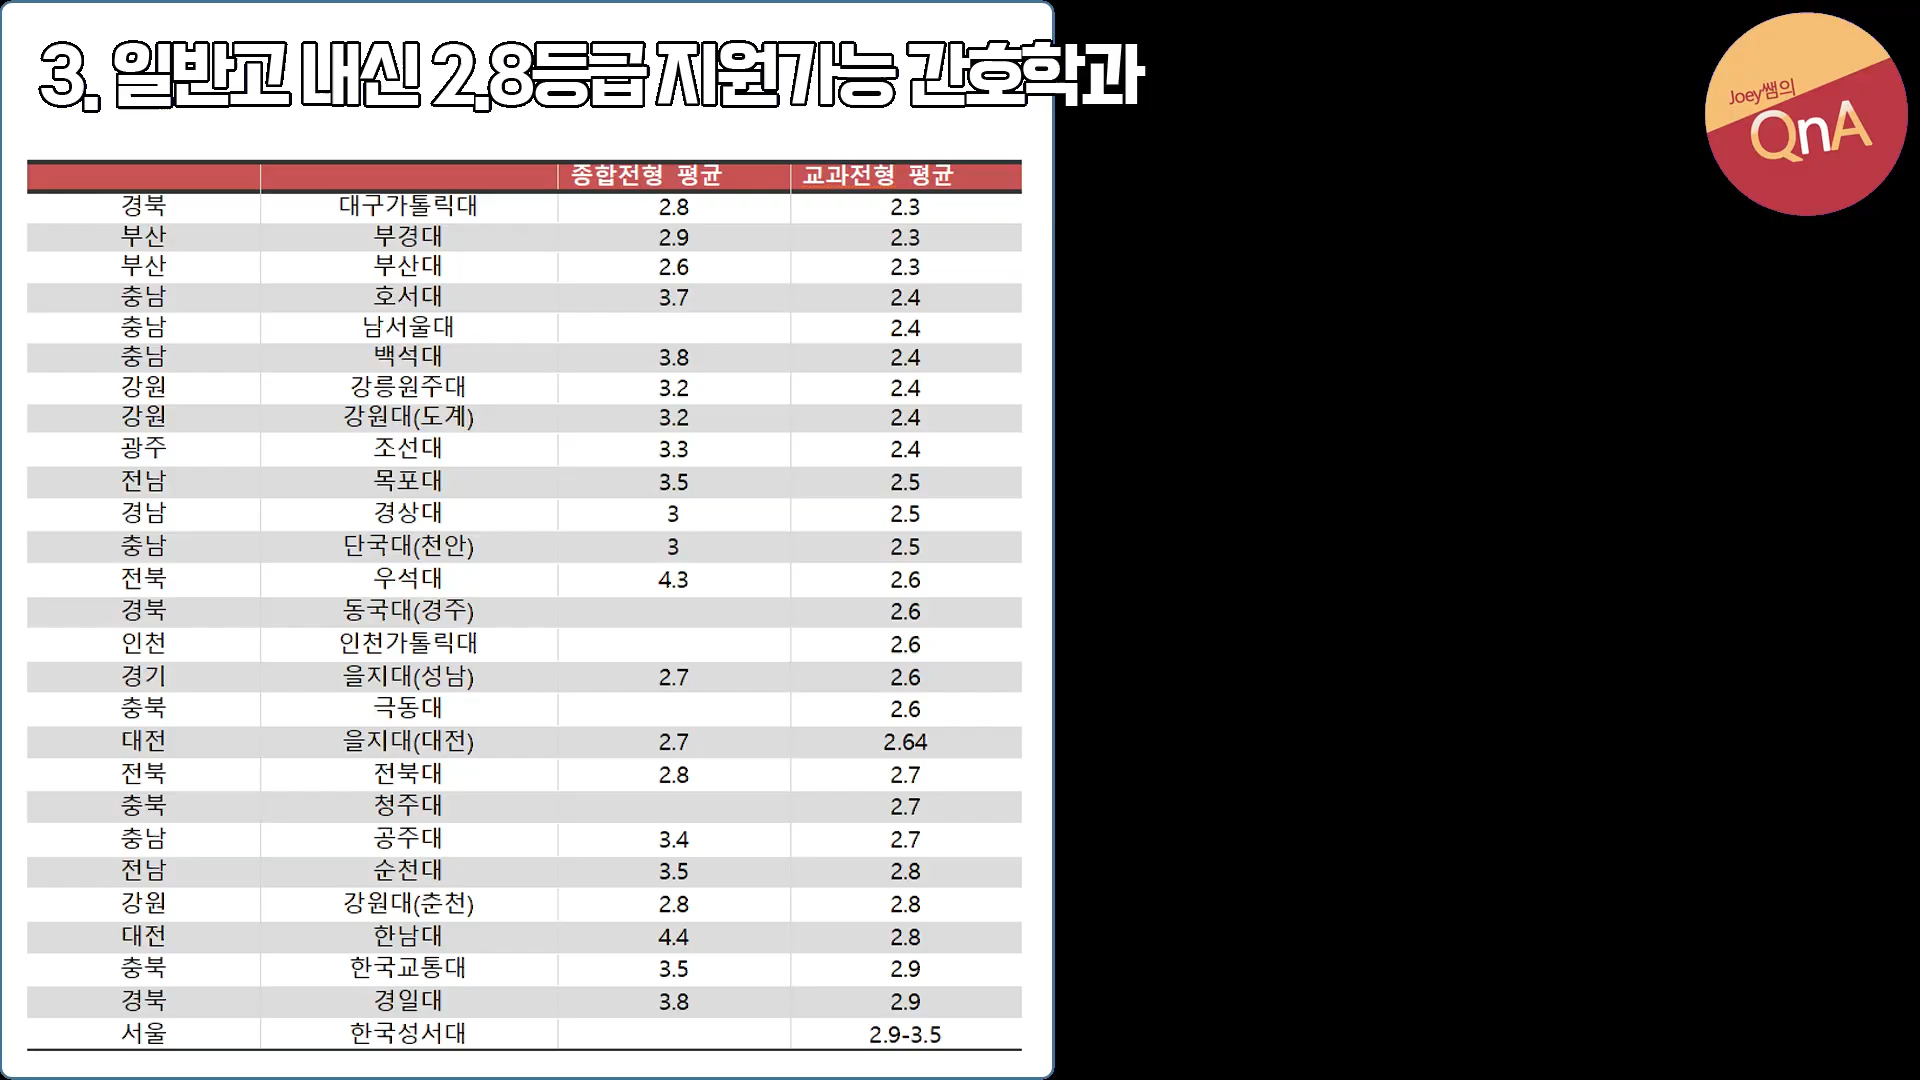 3. 일반고 내신 2.8등급 지원가능 간호학과
Joey쌤의
QnA
종합전형 평균 교과전형 평균
경북 대구가톨릭대 2.8 2.3
부산 부경대 2.9 2.3
부산 부산대 2.6 2.3
충남 호서대 3.7 2.4
충남 남서울대 2.4
충남 백석대 3.8 2.4
강원 강릉원주대 3.2 2.4
강원 강원대(도계) 3.2 2.4
광주 조선대 3.3 2.4
전남 목포대 3.5 2.5
경남 경상대 3 2.5
충남 단국대(천안) 3 2.5
전북 우석대 4.3 2.6
경북 동국대(경주) 2.6
인천 인천가톨릭대 2.6
경기 을지대(성남) 2.7 2.6
충북 극동대 2.6
대전 을지대(대전) 2.7 2.64
전북 전북대 2.8 2.7
충북 청주대 2.7
충남 공주대 3.4 2.7
전남 순천대 3.5 2.8
강원 강원대(춘천) 2.8 2.8
대전 한남대 4.4 2.8
충북 한국교통대 3.5 2.9
경북 경일대 3.8 2.9
서울 한국성서대 2.9-3.5